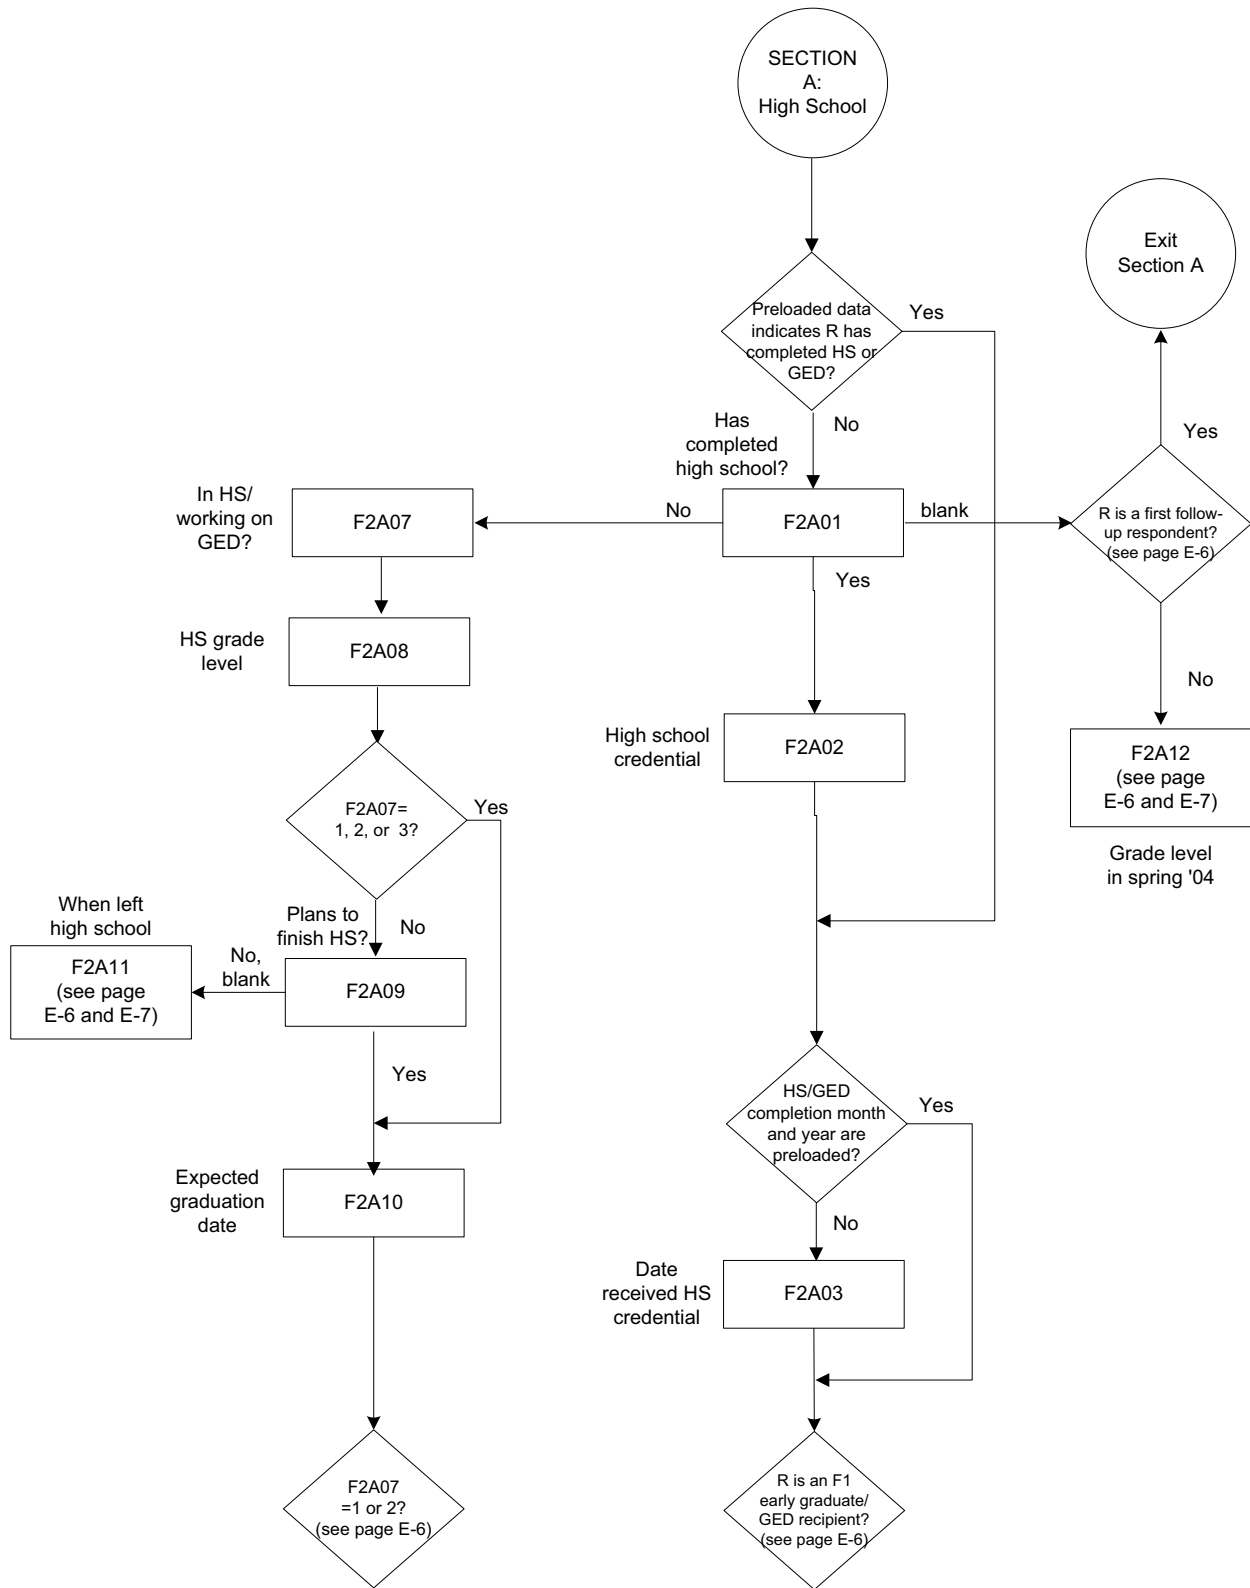 SECTION
A:
High School
Exit
Section A
Preloaded data
indicates R has
completed HS or
GED?
Yes
No
Yes
Has
completed
high school?
In HS/
working on
GED?
F2A07
No
F2A01
blank
R is a first follow-
up respondent?
(see page E-6)
Yes
HS grade
level
F2A08
No
High school
credential
F2A02
F2A12
(see page
E-6 and E-7)
F2A07=
1, 2, or 3?
Yes
Grade level
in spring '04
When left
high school
Plans to
finish HS?
No
F2A11
(see page
E-6 and E-7)
No,
blank
F2A09
Yes
HS/GED
completion month
and year are
preloaded?
Yes
Expected
graduation
date
F2A10
No
Date
received HS
credential
F2A03
F2A07
=1 or 2?
(see page E-6)
R is an F1
early graduate/
GED recipient?
(see page E-6)